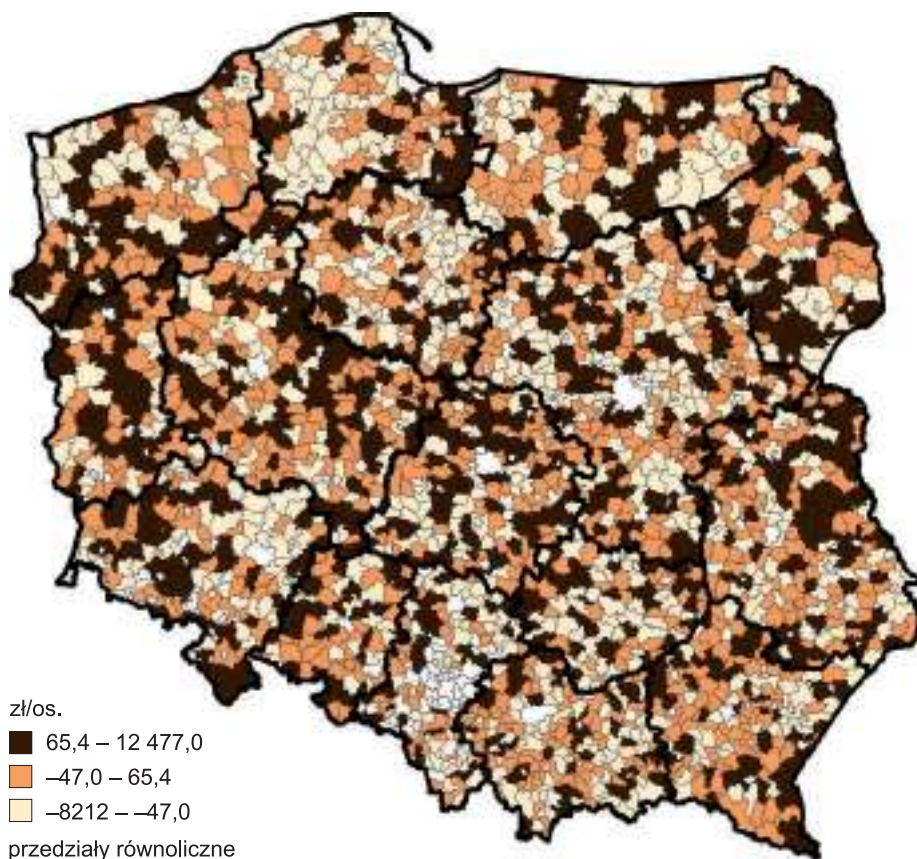 zł/os.
65,4 – 12 477,0
–47,0 – 65,4
–8212 – –47,0
przedziały równoliczne